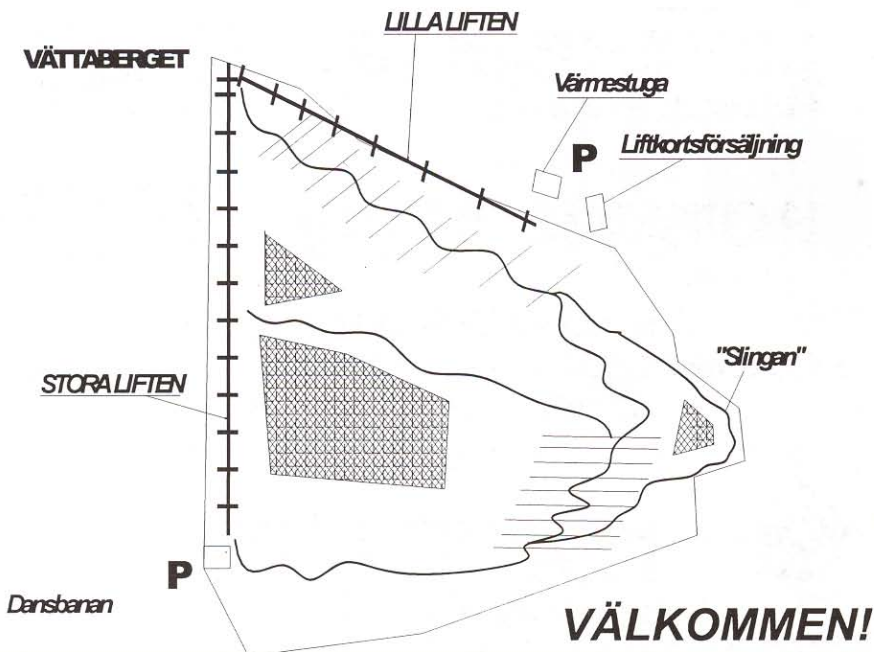 LILLA LIFTEN
VÄTTABERGET
Värmestuga
P
Liftkortsförsäljning
"Slingan"
STORA LIFTEN
P
Dansbanan
VÄLKOMMEN!